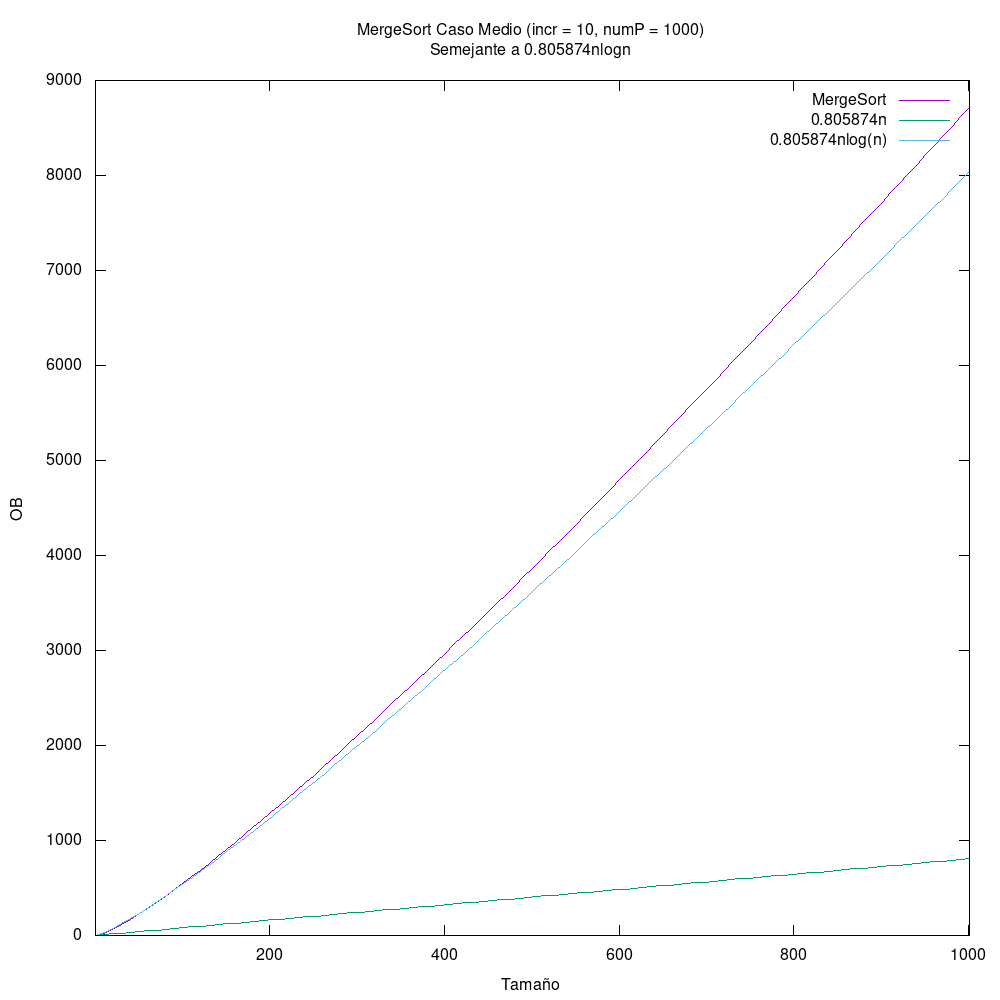 MergeSort Caso Medio (incr = 10, numP = 1000)
Semejante a 0.805874nlogn
MergeSort
0.805874n
0.805874nlog(n)
9000
8000
7000
6000
5000
4000
3000
2000
1000
0
OB
200 400 600 800 1000
Tamaño